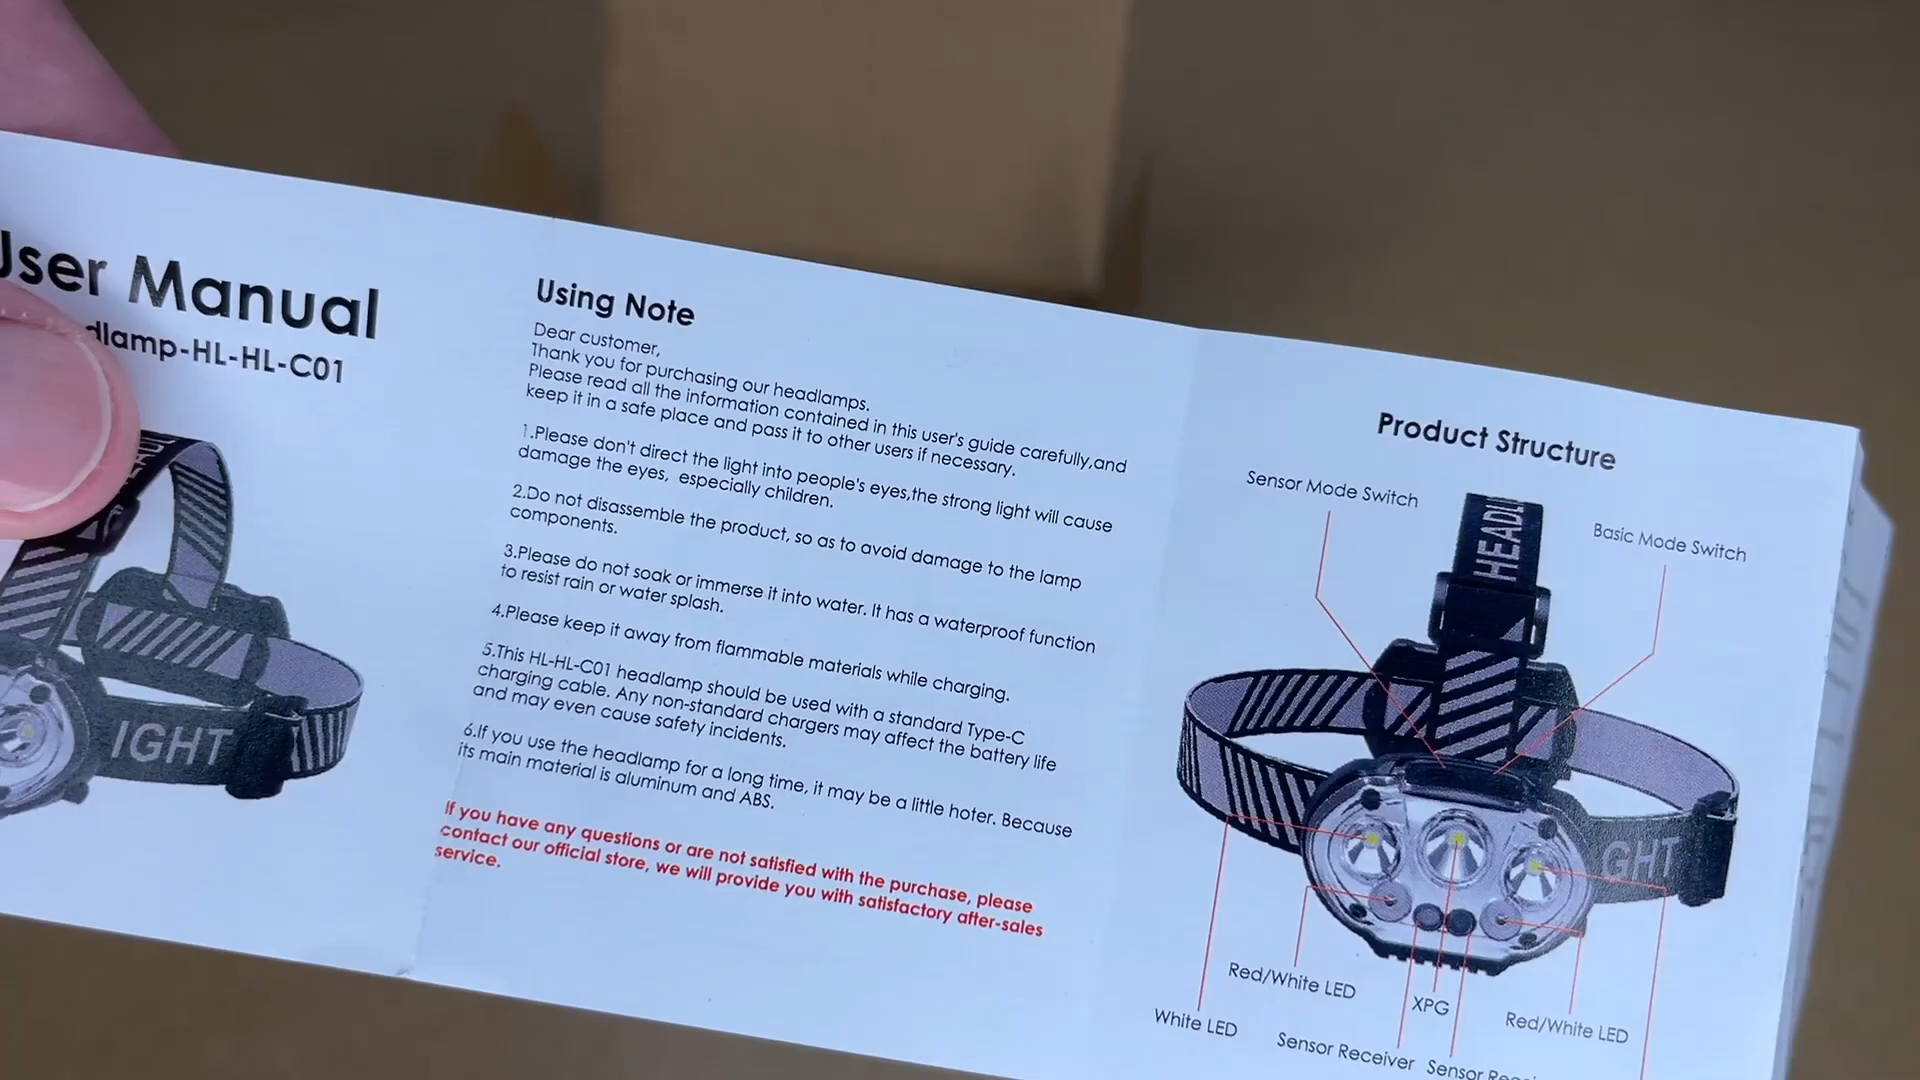 User Manual
dlamp-HL-HL-C01
IGHT
Using Note
Dear customer,
Thank you for purchasing our headlamps.
Please read all the information contained in this user's guide carefully,and
keep it in a safe place and pass it to other users if necessary.
1.Please don't direct the light into people's eyes,the strong light will cause
damage the eyes, especially children.
2.Do not disassemble the product, so as to avoid damage to the lamp
components.
3.Please do not soak or immerse it into water. It has a waterproof function
to resist rain or water splash.
4.Please keep it away from flammable materials while charging.
5.This HL-HL-C01 headlamp should be used with a standard Type-C
charging cable. Any non-standard chargers may affect the battery life
and may even cause safety incidents.
6.If you use the headlamp for a long time, it may be a little hoter. Because
its main material is aluminum and ABS.
If you have any questions or are not satisfied with the purchase, please
contact our official store, we will provide you with satisfactory after-sales
service.
Product Structure
Sensor Mode Switch
Basic Mode Switch
HEADLI
GHT
Red/White LED
XPG
Red/White LED
White LED
Sensor Receiver
Sensor